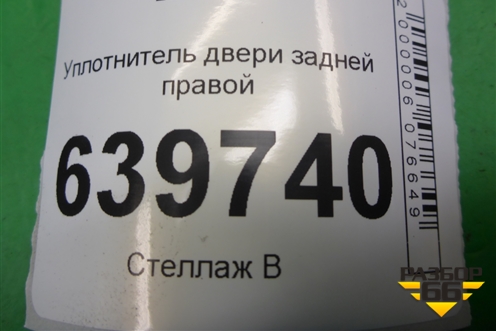 Уплотнитель двери задней
правой
639740
Стеллаж В
2000006076649
РАЗБОР
66